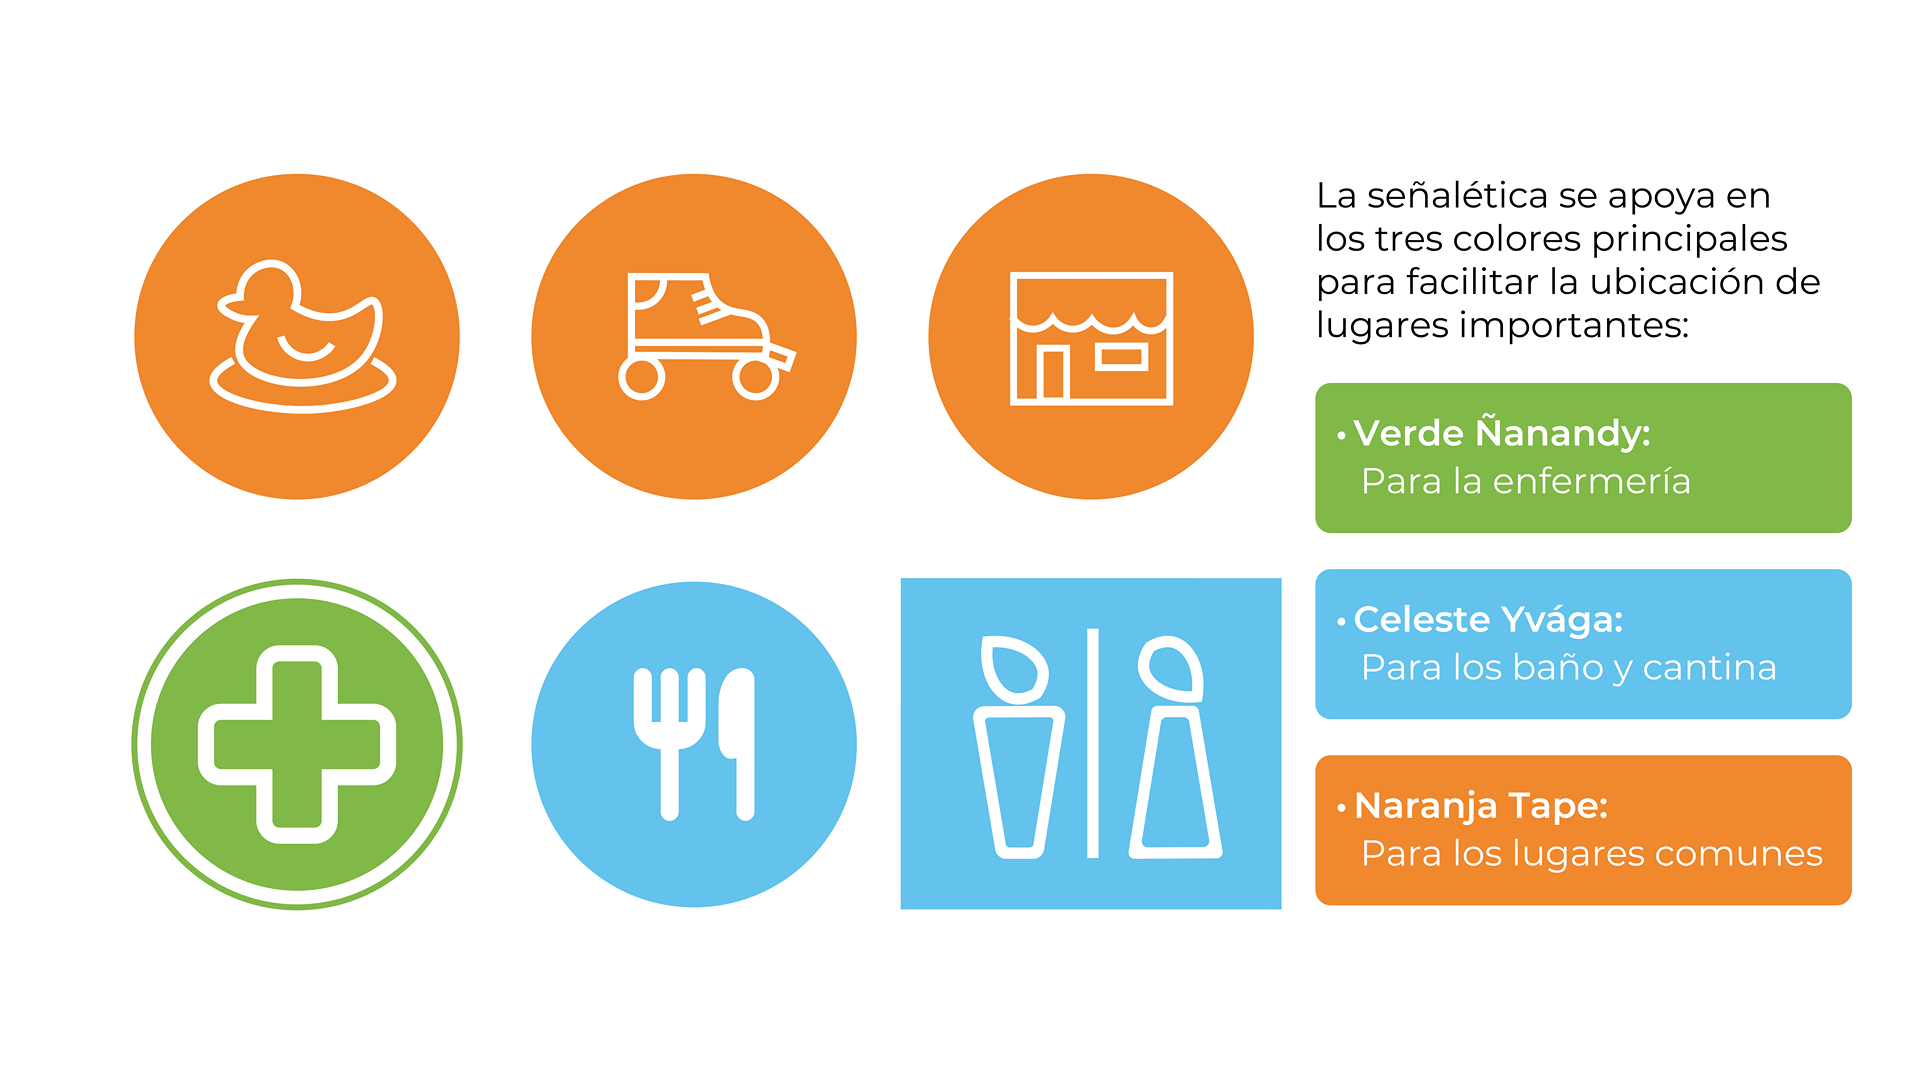 La señalética se apoya en
los tres colores principales
para facilitar la ubicación de
lugares importantes:
• Verde Ñanandy:
Para la enfermería
• Celeste Yvága:
Para los baño y cantina
• Naranja Tape:
Para los lugares comunes